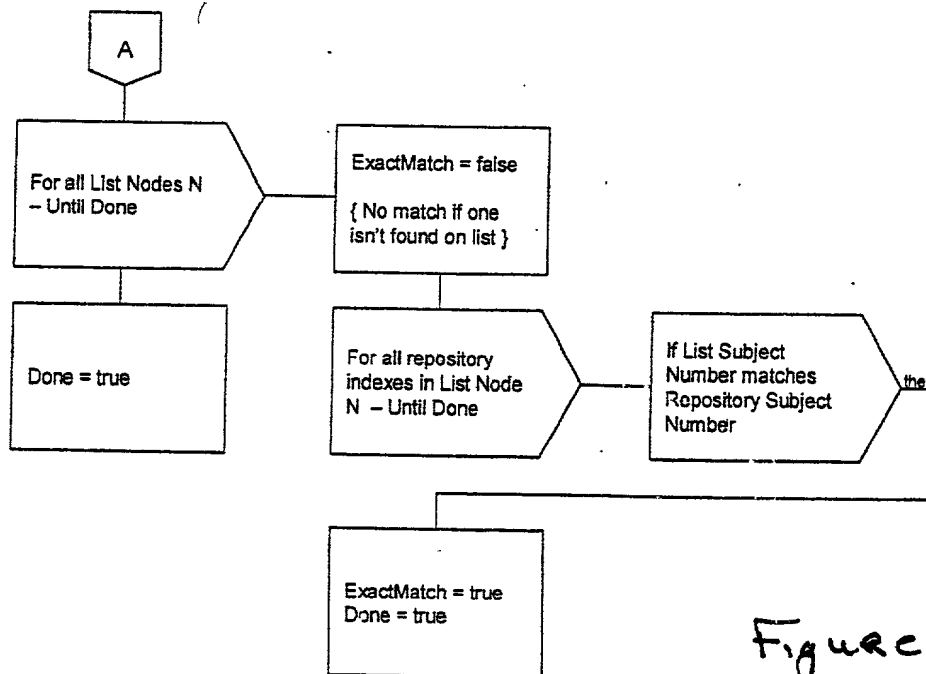 A
For all List Nodes N
– Until Done
ExactMatch = false
{ No match if one
isn't found on list }
Done = true
For all repository
indexes in List Node
N – Until Done
If List Subject
Number matches
Repository Subject
Number
the
ExactMatch = true
Done = true
Figure